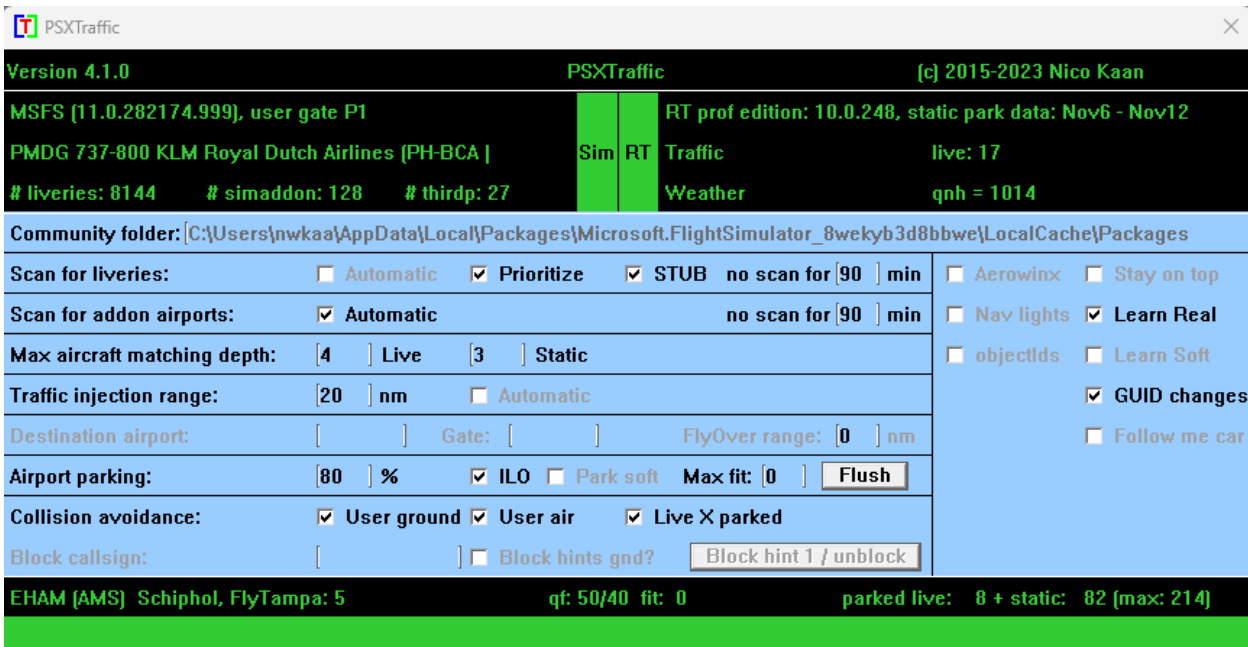 PSXTraffic
Version 4.1.0 PSXTraffic (c) 2015-2023 Nico Kaan
MSFS (11.0.282174.999), user gate P1 RT prof edition: 10.0.248, static park data: Nov6 - Nov12
PMDG 737-800 KLM Royal Dutch Airlines (PH-BCA | Sim RT Traffic live: 17
# liveries: 8144 # simaddon: 128 # thirdp: 27 Weather qnh = 1014
Community folder: [C:\Users\nwkaa\AppData\Local\Packages\Microsoft.FlightSimulator_8wekyb3d8bbwe\LocalCache\Packages
Scan for liveries: Automatic Prioritize STUB no scan for [90 ] min Aerowinx Stay on top
Scan for addon airports: Automatic no scan for [90 ] min Nav lights Learn Real
Max aircraft matching depth: [4 ] Live [3 ] Static objectIds Learn Soft
Traffic injection range: [20 ] nm Automatic GUID changes
Destination airport: [ ] Gate: [ ] FlyOver range: [0 ] nm Follow me car
Airport parking: [80 ] % ILO Park soft Max fit: [0 ] Flush
Collision avoidance: User ground User air Live X parked
Block callsign: [ ] Block hints gnd? Block hint 1 / unblock
EHAM (AMS) Schiphol, FlyTampa: 5 qf: 50/40 fit: 0 parked live: 8 + static: 82 (max: 214)